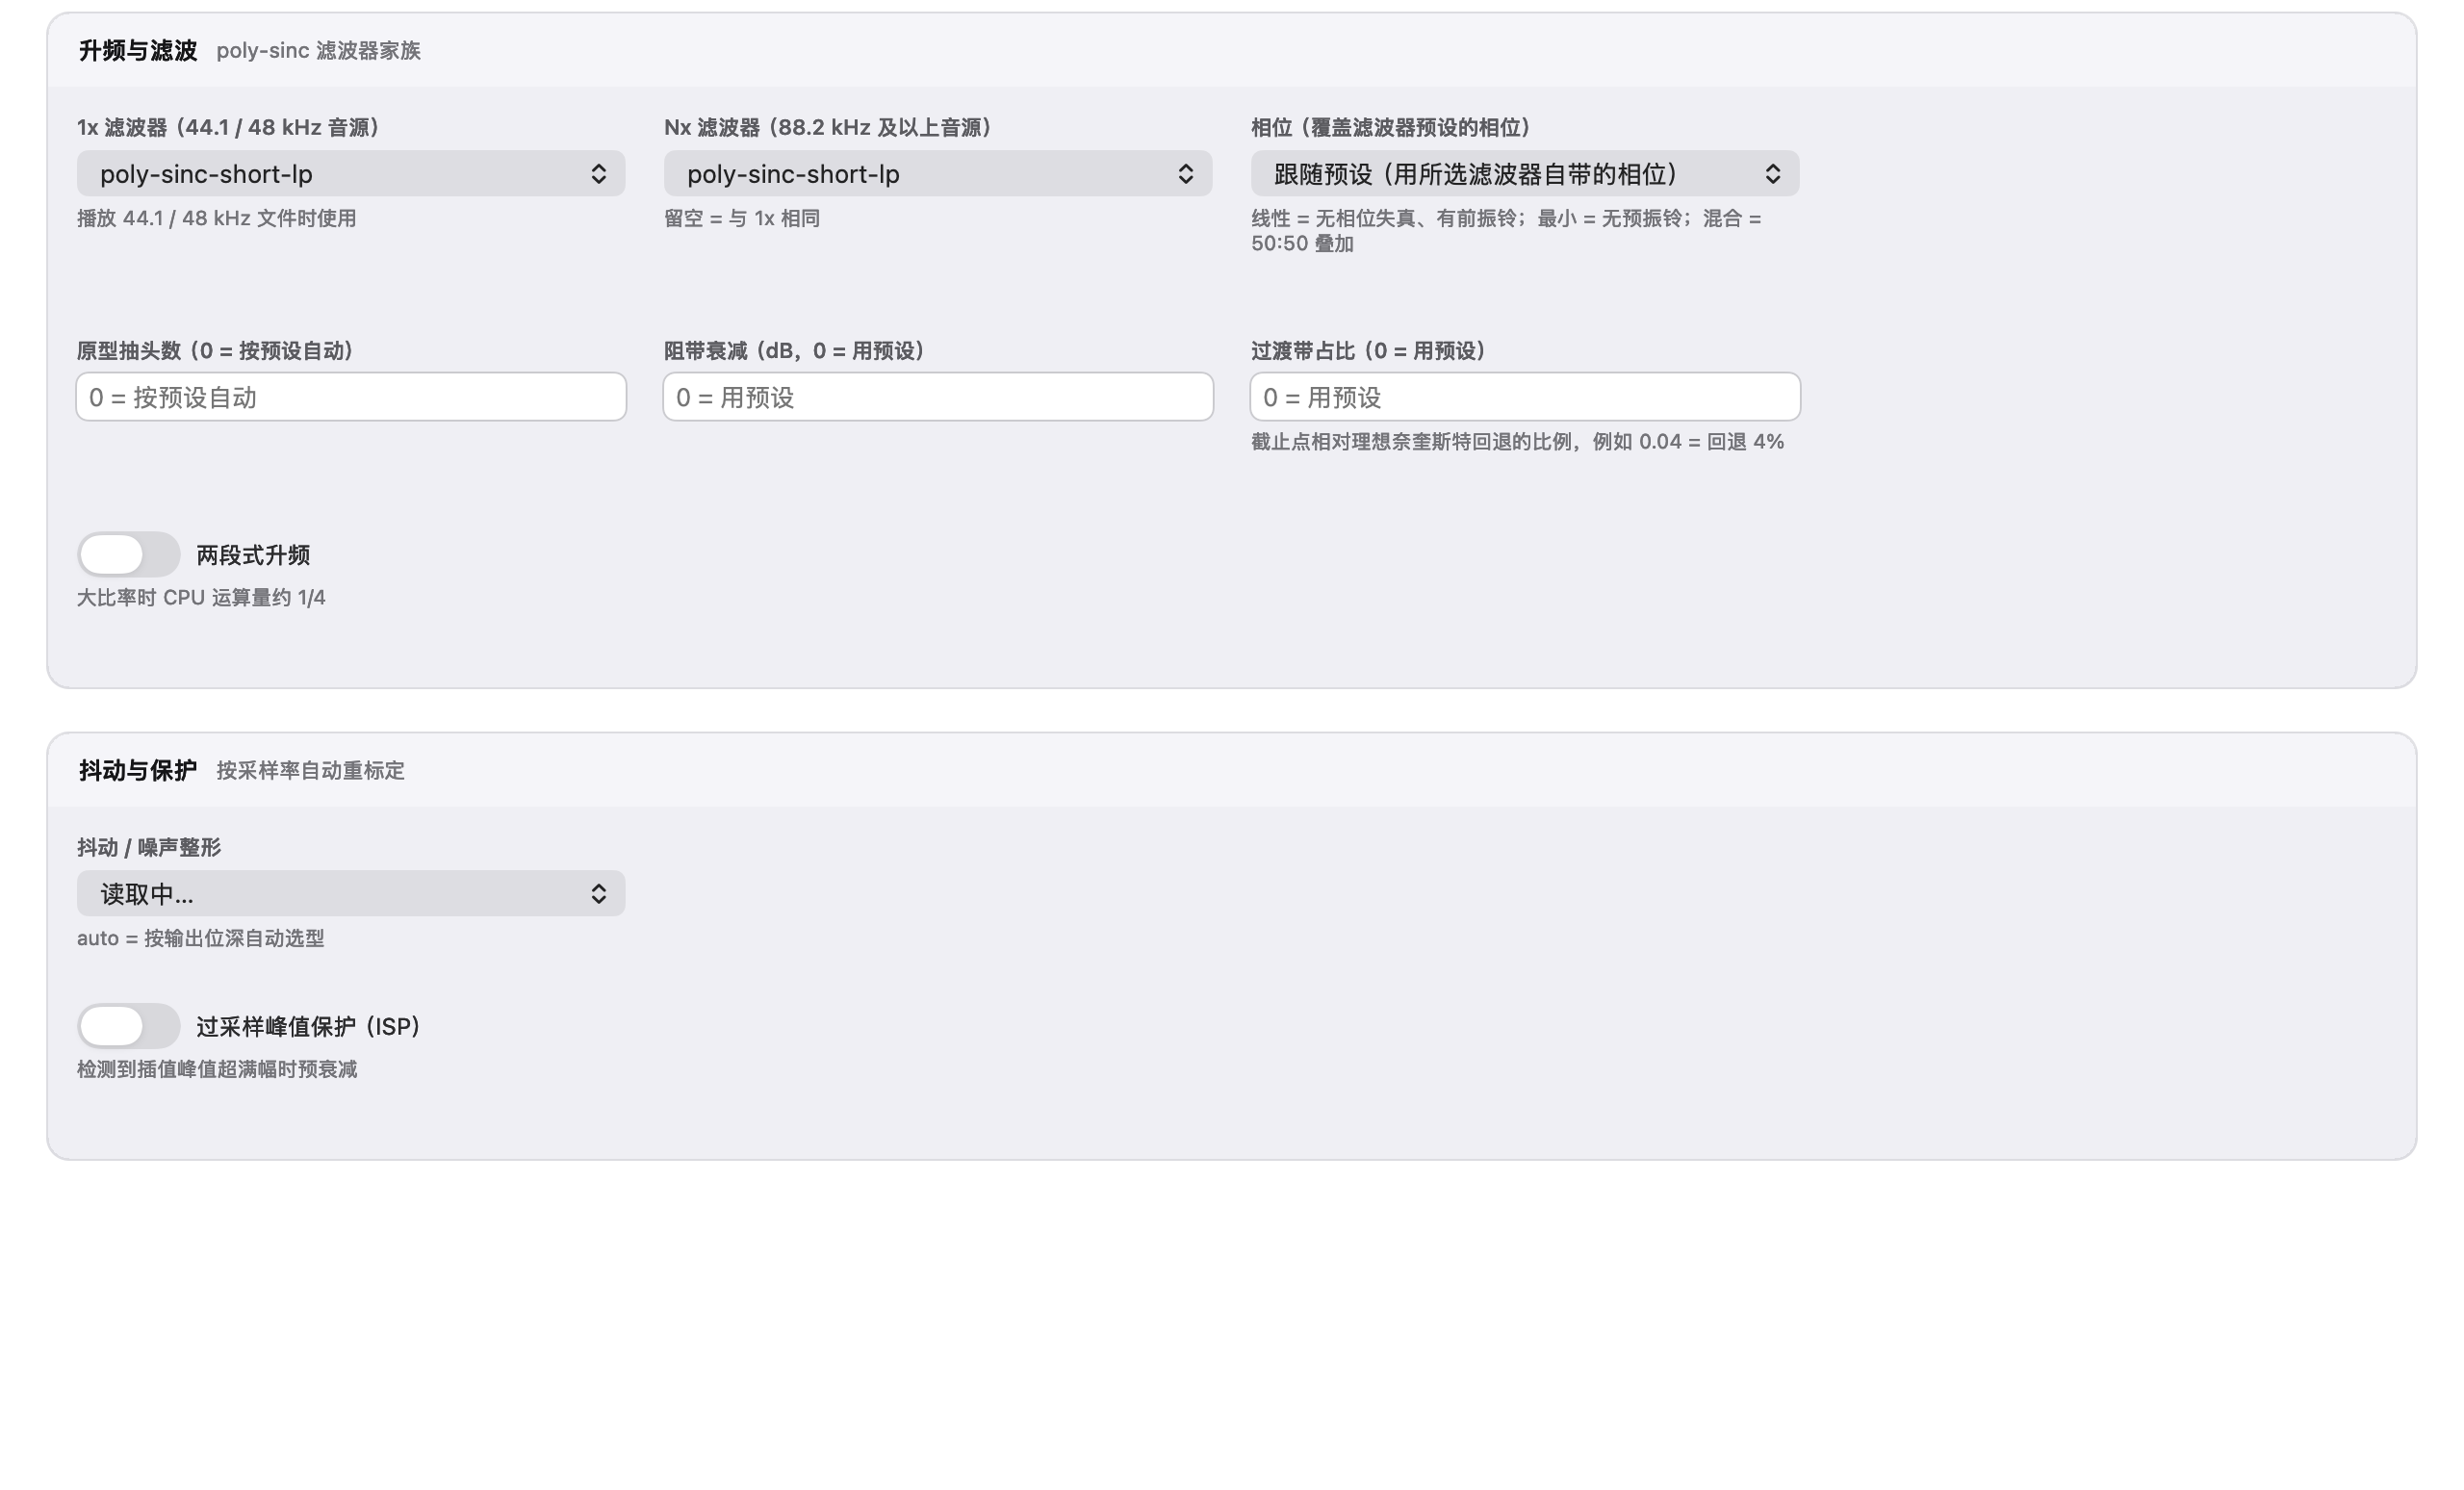 升频与滤波 poly-sinc 滤波器家族
1x 滤波器（44.1 / 48 kHz 音源）
poly-sinc-short-lp
播放 44.1 / 48 kHz 文件时使用
Nx 滤波器（88.2 kHz 及以上音源）
poly-sinc-short-lp
留空 = 与 1x 相同
相位（覆盖滤波器预设的相位）
跟随预设（用所选滤波器自带的相位）
线性 = 无相位失真、有前振铃；最小 = 无预振铃；混合 =
50:50 叠加
原型抽头数（0 = 按预设自动）
0 = 按预设自动
阻带衰减（dB，0 = 用预设）
0 = 用预设
过渡带占比（0 = 用预设）
0 = 用预设
截止点相对理想奈奎斯特回退的比例，例如 0.04 = 回退 4%
两段式升频
大比率时 CPU 运算量约 1/4
抖动与保护 按采样率自动重标定
抖动 / 噪声整形
读取中...
auto = 按输出位深自动选型
过采样峰值保护（ISP）
检测到插值峰值超满幅时预衰减